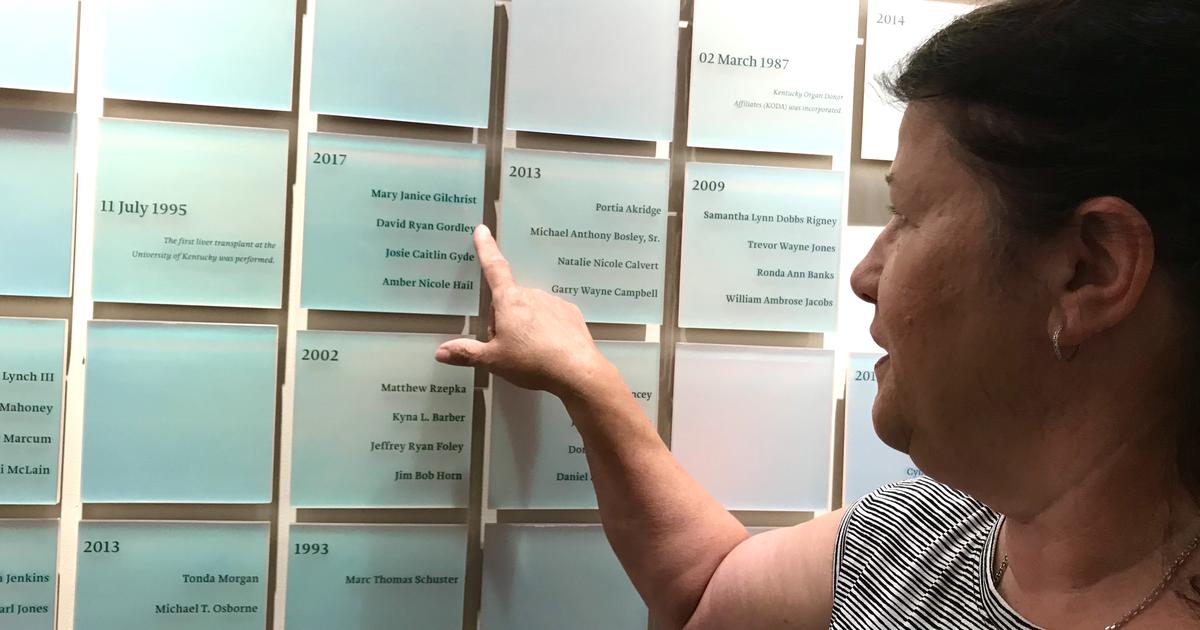 2014
02 March 1987
Kentucky Organ Donor
Affiliates (KODA) was incorporated.
11 July 1995
The first liver transplant at the
University of Kentucky was performed.
2017
Mary Janice Gilchrist
David Ryan Gordley
Josie Caitlin Gyde
Amber Nicole Hail
2013
Portia Akridge
Michael Anthony Bosley, Sr.
Natalie Nicole Calvert
Garry Wayne Campbell
2009
Samantha Lynn Dobbs Rigney
Trevor Wayne Jones
Ronda Ann Banks
William Ambrose Jacobs
Lynch III
Mahoney
Marcum
McLain
2002
Matthew Rzepka
Kyna L. Barber
Jeffrey Ryan Foley
Jim Bob Horn
Daniel
Jenkins
Jones
2013
Tonda Morgan
Michael T. Osborne
1993
Marc Thomas Schuster